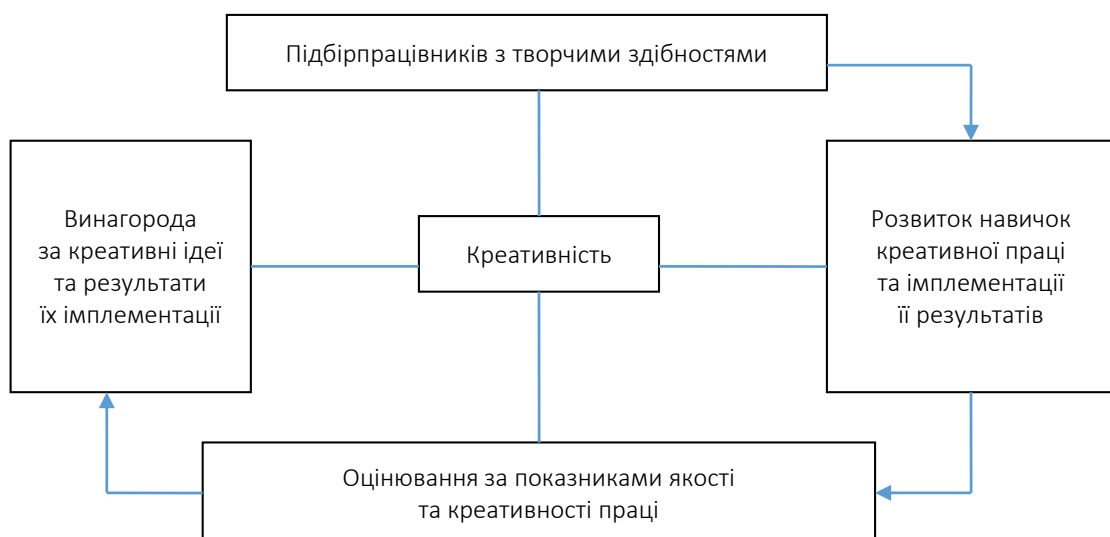 Підбірпрацівників з творчими здібностями
Винагорода
за креативні ідеї
та результати
їх імплементації
Креативність
Розвиток навичок
креативної праці
та імплементації
її результатів
Оцінювання за показниками якості
та креативності праці